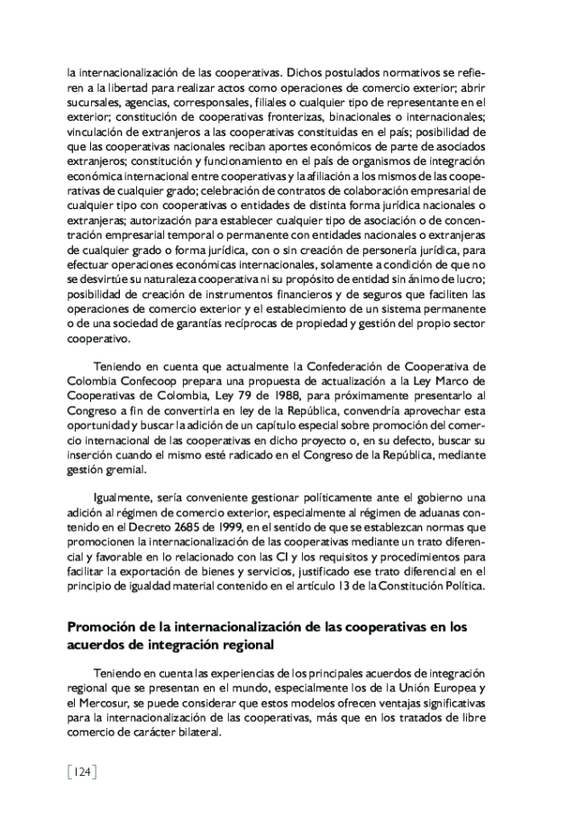 la internacionalización de las cooperativas. Dichos postulados normativos se refie-
ren a la libertad para realizar actos como operaciones de comercio exterior; abrir
sucursales, agencias, corresponsales, filiales o cualquier tipo de representante en el
exterior; constitución de cooperativas fronterizas, binacionales o internacionales;
vinculación de extranjeros a las cooperativas constituidas en el país; posibilidad de
que las cooperativas nacionales reciban aportes económicos de parte de asociados
extranjeros; constitución y funcionamiento en el país de organismos de integración
económica internacional entre cooperativas y la afiliación a los mismos de las coope-
rativas de cualquier grado; celebración de contratos de colaboración empresarial de
cualquier tipo con cooperativas o entidades de distinta forma jurídica nacionales o
extranjeras; autorización para establecer cualquier tipo de asociación o de concen-
tración empresarial temporal o permanente con entidades nacionales o extranjeras
de cualquier grado o forma jurídica, con o sin creación de personería jurídica, para
efectuar operaciones económicas internacionales, solamente a condición de que no
se desvirtúe su naturaleza cooperativa ni su propósito de entidad sin ánimo de lucro;
posibilidad de creación de instrumentos financieros y de seguros que faciliten las
operaciones de comercio exterior y el establecimiento de un sistema permanente
o de una sociedad de garantías recíprocas de propiedad y gestión del propio sector
cooperativo.
Teniendo en cuenta que actualmente la Confederación de Cooperativa de
Colombia Confecoop prepara una propuesta de actualización a la Ley Marco de
Cooperativas de Colombia, Ley 79 de 1988, para próximamente presentarlo al
Congreso a fin de convertirla en ley de la República, convendría aprovechar esta
oportunidad y buscar la adición de un capítulo especial sobre promoción del comer-
cio internacional de las cooperativas en dicho proyecto o, en su defecto, buscar su
inserción cuando el mismo esté radicado en el Congreso de la República, mediante
gestión gremial.
Igualmente, sería conveniente gestionar políticamente ante el gobierno una
adición al régimen de comercio exterior, especialmente al régimen de aduanas con-
tenido en el Decreto 2685 de 1999, en el sentido de que se establezcan normas que
promocionen la internacionalización de las cooperativas mediante un trato diferen-
cial y favorable en lo relacionado con las CI y los requisitos y procedimientos para
facilitar la exportación de bienes y servicios, justificado ese trato diferencial en el
principio de igualdad material contenido en el artículo 13 de la Constitución Política.
Promoción de la internacionalización de las cooperativas en los
acuerdos de integración regional
Teniendo en cuenta las experiencias de los principales acuerdos de integración
regional que se presentan en el mundo, especialmente los de la Unión Europea y
el Mercosur, se puede considerar que estos modelos ofrecen ventajas significativas
para la internacionalización de las cooperativas, más que en los tratados de libre
comercio de carácter bilateral.
[124]